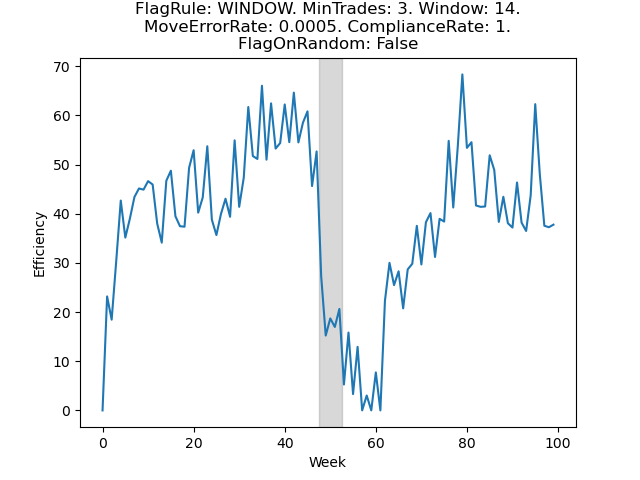 FlagRule: WINDOW. MinTrades: 3. Window: 14.
MoveErrorRate: 0.0005. ComplianceRate: 1.
FlagOnRandom: False
70
60
50
40
30
20
10
0
Efficiency
0 20 40 60 80 100
Week